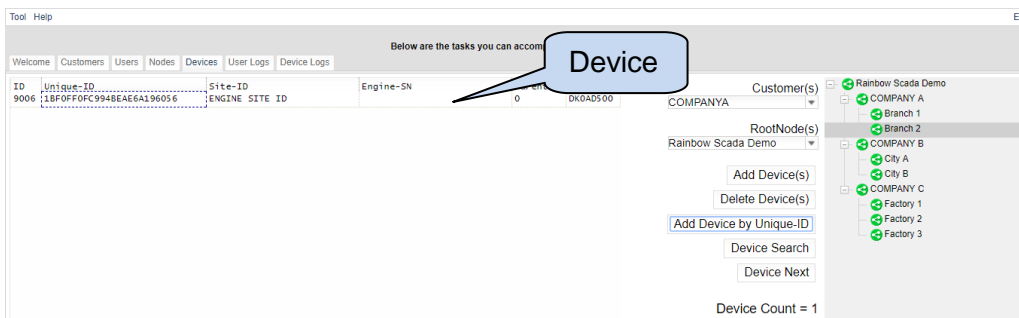 Tool Help
E
Below are the tasks you can accomp
Device
Welcome Customers Users Nodes Devices User Logs Device Logs
ID Unique-ID Site-ID Engine-SN
9006 1BF0FF0FC994BEAE6A196056 ENGINE SITE ID 0 DK0AD500
Customer(s)
COMPANYA
RootNode(s)
Rainbow Scada Demo
Add Device(s)
Delete Device(s)
Add Device by Unique-ID
Device Search
Device Next
Device Count = 1
Rainbow Scada Demo
COMPANY A
Branch 1
Branch 2
COMPANY B
City A
City B
COMPANY C
Factory 1
Factory 2
Factory 3